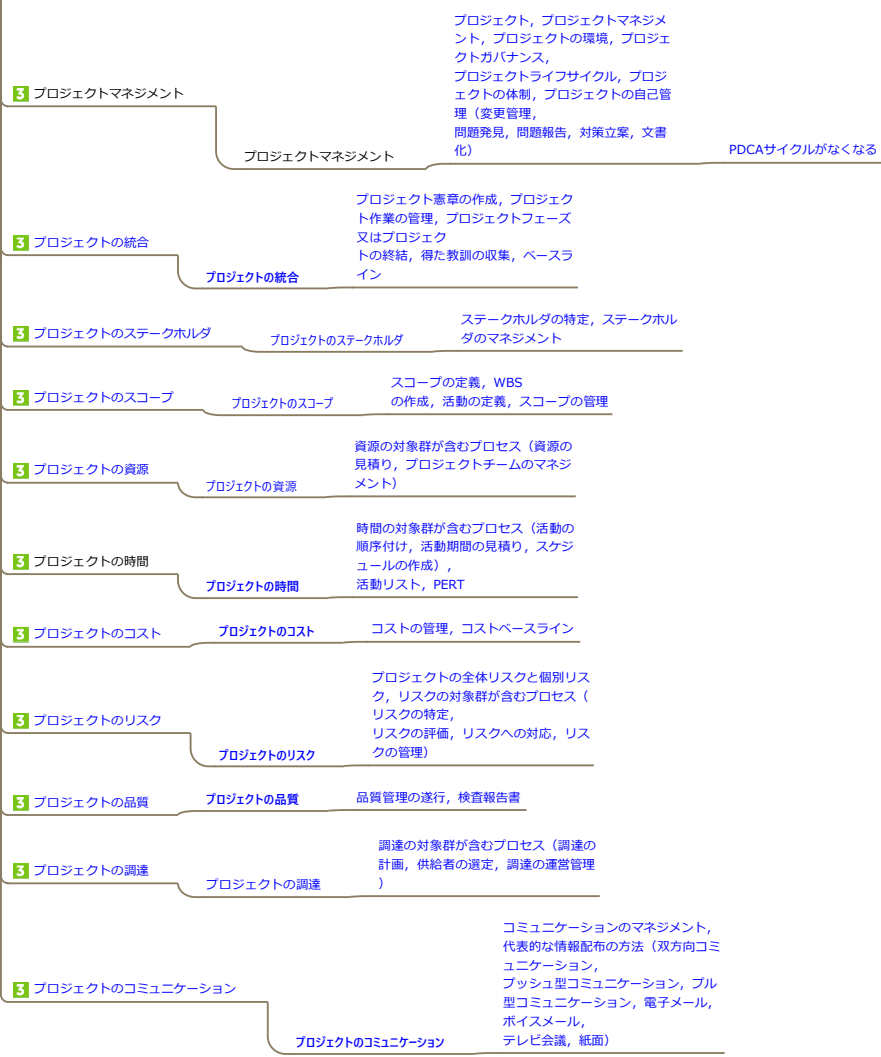 プロジェクト，プロジェクトマネジメ
ント，プロジェクトの環境，プロジェ
クトガバナンス，
プロジェクトライフサイクル，プロジ
ェクトの体制，プロジェクトの自己管
理（変更管理，
問題発見，問題報告，対策立案，文書
化）
3 プロジェクトマネジメント
プロジェクトマネジメント
PDCAサイクルがなくなる
プロジェクト憲章の作成，プロジェク
ト作業の管理，プロジェクトフェーズ
又はプロジェク
トの終結，得た教訓の収集，ベースラ
イン
3 プロジェクトの統合
プロジェクトの統合
3 プロジェクトのステークホルダ
プロジェクトのステークホルダ
ステークホルダの特定，ステークホル
ダのマネジメント
3 プロジェクトのスコープ
プロジェクトのスコープ
スコープの定義，WBS
の作成，活動の定義，スコープの管理
3 プロジェクトの資源
プロジェクトの資源
資源の対象群が含むプロセス（資源の
見積り，プロジェクトチームのマネジ
メント）
3 プロジェクトの時間
プロジェクトの時間
時間の対象群が含むプロセス（活動の
順序付け，活動期間の見積り，スケジ
ュールの作成），
活動リスト，PERT
3 プロジェクトのコスト
プロジェクトのコスト
コストの管理，コストベースライン
3 プロジェクトのリスク
プロジェクトのリスク
プロジェクトの全体リスクと個別リス
ク，リスクの対象群が含むプロセス（
リスクの特定，
リスクの評価，リスクへの対応，リス
クの管理）
3 プロジェクトの品質
プロジェクトの品質
品質管理の遂行，検査報告書
3 プロジェクトの調達
プロジェクトの調達
調達の対象群が含むプロセス（調達の
計画，供給者の選定，調達の運営管理
）
3 プロジェクトのコミュニケーション
プロジェクトのコミュニケーション
コミュニケーションのマネジメント，
代表的な情報配布の方法（双方向コミ
ュニケーション，
プッシュ型コミュニケーション，プル
型コミュニケーション，電子メール，
ボイスメール，
テレビ会議，紙面）